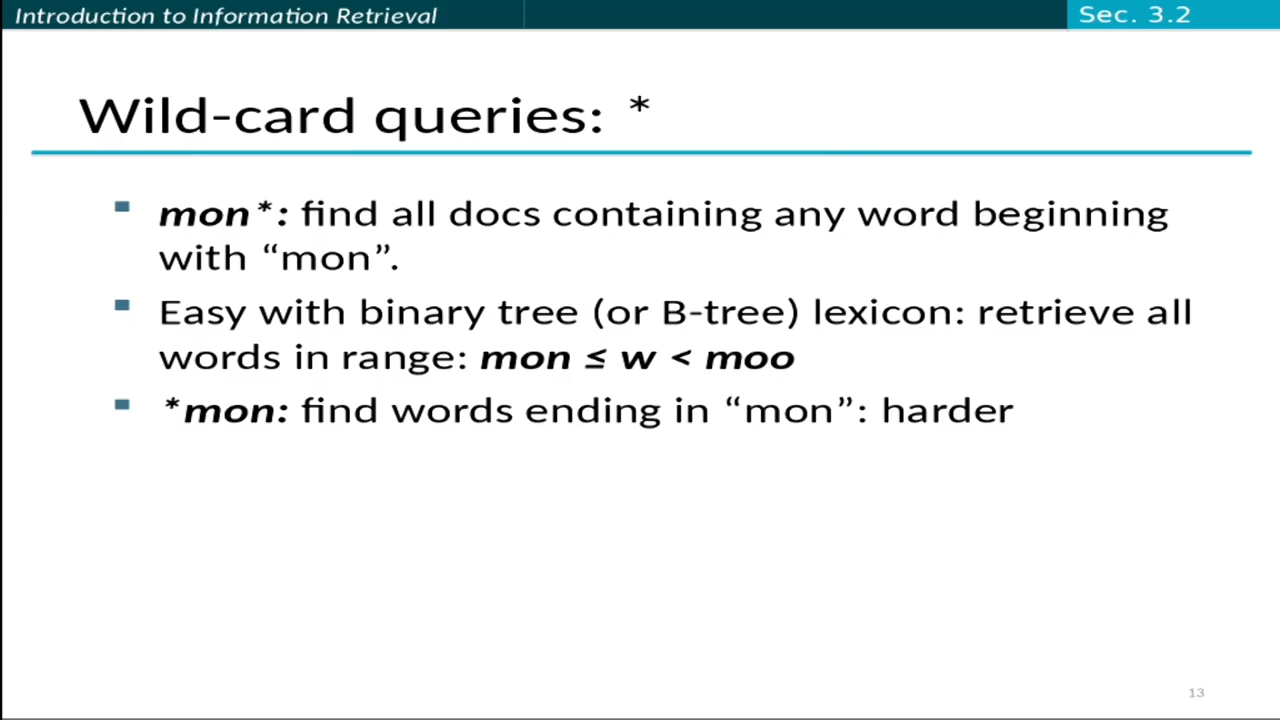 Introduction to Information Retrieval
Sec. 3.2
Wild-card queries: *
mon*: find all docs containing any word beginning
with “mon”.
Easy with binary tree (or B-tree) lexicon: retrieve all
words in range: mon ≤ w < moo
*mon: find words ending in “mon”: harder
13